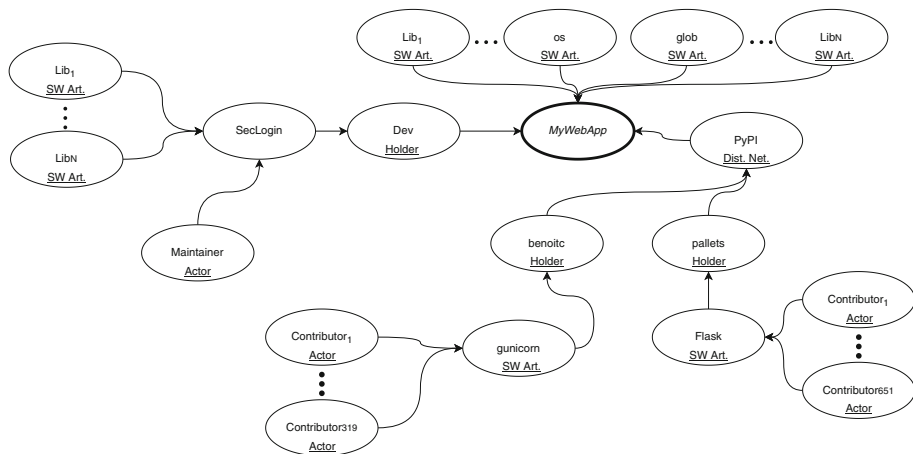 Lib1
SW Art.
os
SW Art.
glob
SW Art.
LibN
SW Art.
Lib1
SW Art.
LibN
SW Art.
SecLogin
Dev
Holder
MyWebApp
PyPI
Dist. Net.
Maintainer
Actor
benoitc
Holder
pallets
Holder
Contributor1
Actor
Contributor319
Actor
gunicorn
SW Art.
Flask
SW Art.
Contributor1
Actor
Contributor651
Actor